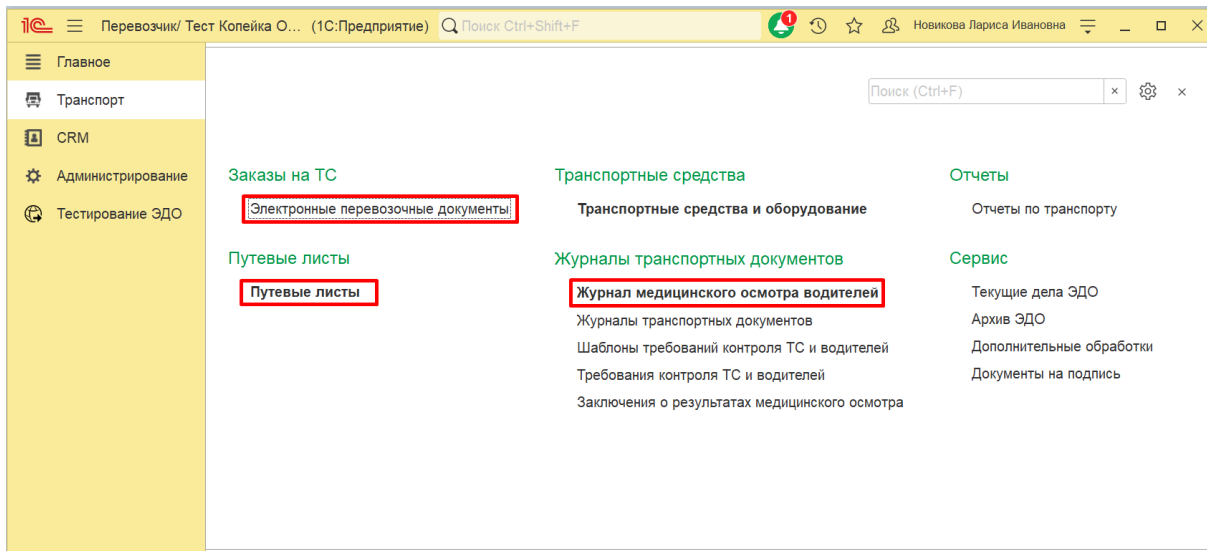 1С Перевозчик/ Тест Копейка О... (1С:Предприятие) Поиск Ctrl+Shift+F 1 Новикова Лариса Ивановна
Главное
Транспорт
CRM
Администрирование
Тестирование ЭДО
Поиск (Ctrl+F)
Заказы на ТС
Электронные перевозочные документы
Путевые листы
Путевые листы
Транспортные средства
Транспортные средства и оборудование
Журналы транспортных документов
Журнал медицинского осмотра водителей
Журналы транспортных документов
Шаблоны требований контроля ТС и водителей
Требования контроля ТС и водителей
Заключения о результатах медицинского осмотра
Отчеты
Отчеты по транспорту
Сервис
Текущие дела ЭДО
Архив ЭДО
Дополнительные обработки
Документы на подпись